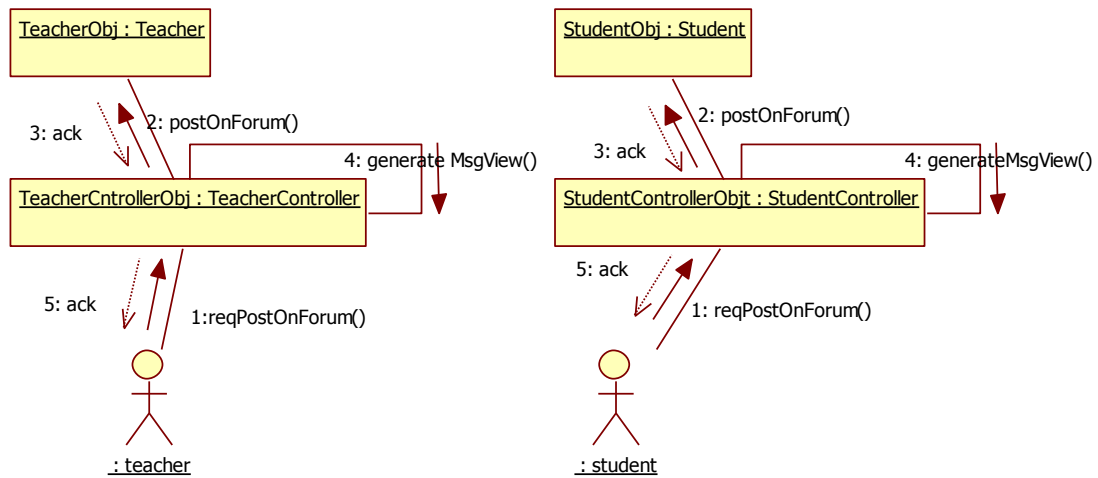 TeacherObj : Teacher
2: postOnForum()
3: ack
4: generate MsgView()
TeacherCntrollerObj : TeacherController
5: ack
1:reqPostOnForum()
: teacher
StudentObj : Student
2: postOnForum()
3: ack
4: generateMsgView()
StudentControllerObjt : StudentController
5: ack
1: reqPostOnForum()
: student